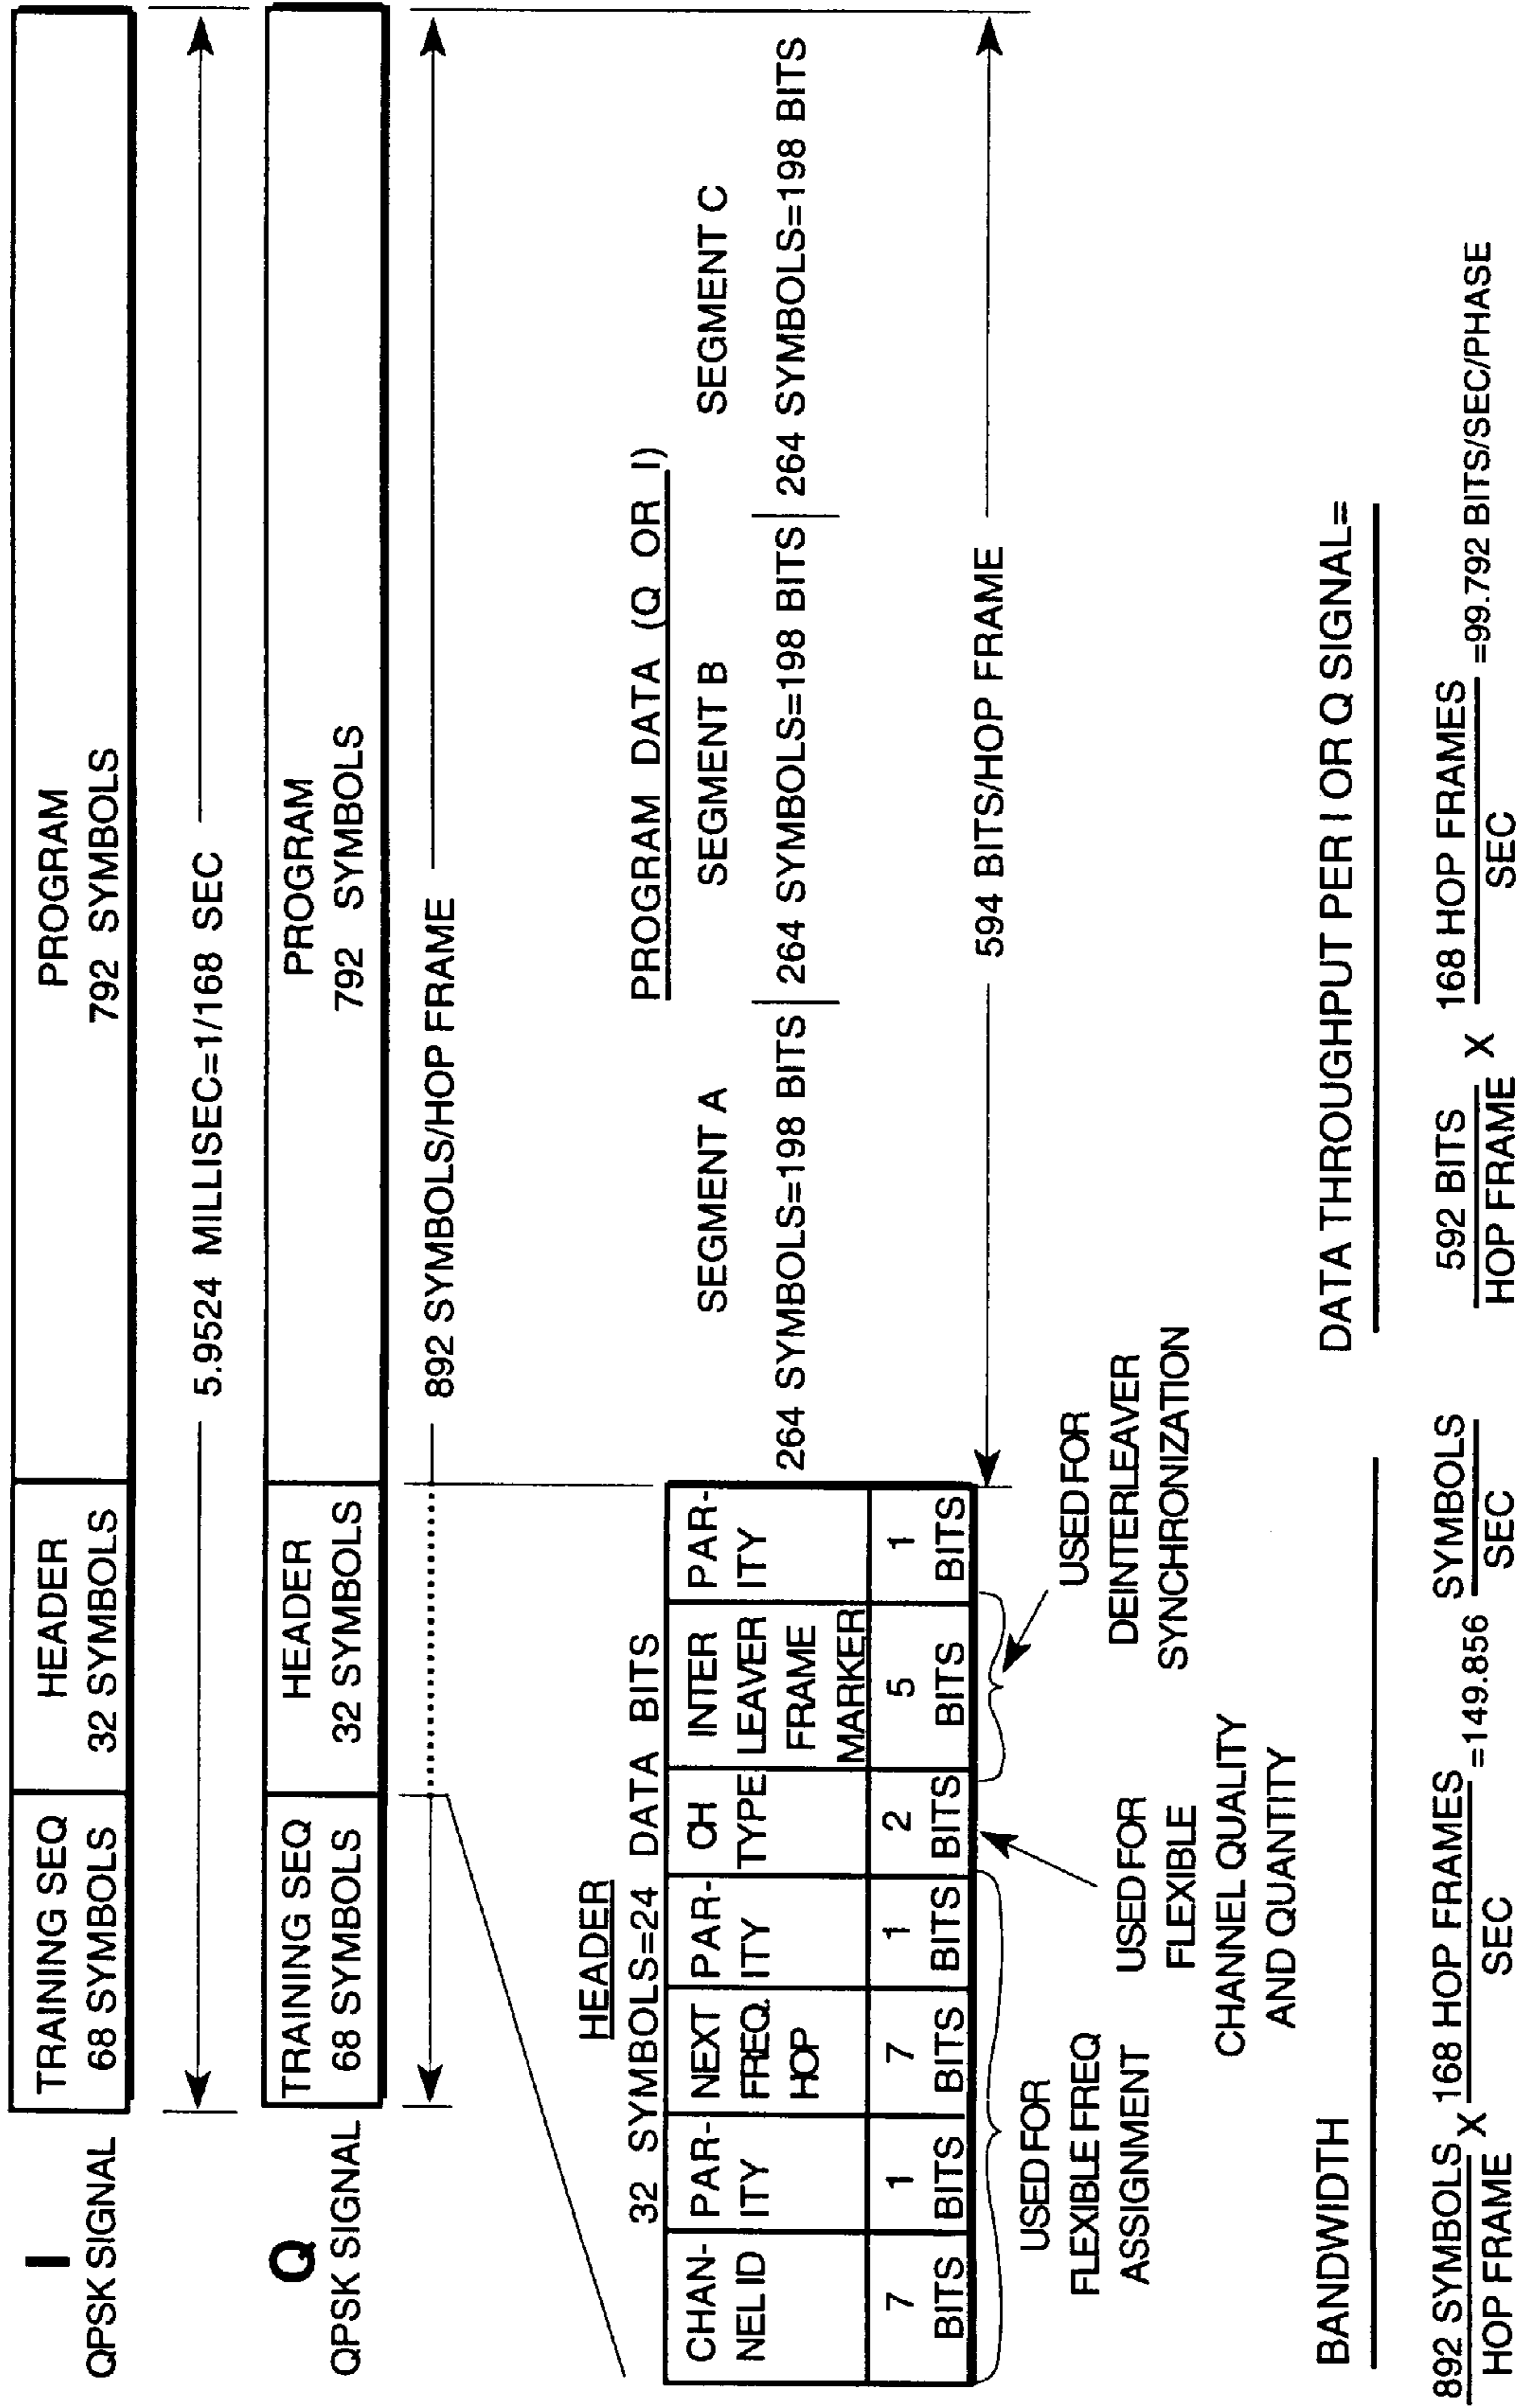 I
QPSK SIGNAL
TRAINING SEQ
68 SYMBOLS
HEADER
32 SYMBOLS
PROGRAM
792 SYMBOLS
5.9524 MILLISEC=1/168 SEC
Q
QPSK SIGNAL
TRAINING SEQ
68 SYMBOLS
HEADER
32 SYMBOLS
PROGRAM
792 SYMBOLS
892 SYMBOLS/HOP FRAME
HEADER
32 SYMBOLS=24 DATA BITS
CHAN-
NEL ID
7
BITS
PAR-
ITY
1
BITS
NEXT
FREQ.
HOP
7
BITS
PAR-
ITY
1
BITS
CH
TYPE
2
BITS
INTER
LEAVER
FRAME
MARKER
5
BITS
PAR-
ITY
1
BITS
USED FOR
FLEXIBLE FREQ
ASSIGNMENT
USED FOR
FLEXIBLE
CHANNEL QUALITY
AND QUANTITY
USED FOR
DEINTERLEAVER
SYNCHRONIZATION
PROGRAM DATA (Q OR I)
SEGMENT A
SEGMENT B
SEGMENT C
264 SYMBOLS=198 BITS
264 SYMBOLS=198 BITS
264 SYMBOLS=198 BITS
594 BITS/HOP FRAME
BANDWIDTH
892 SYMBOLS
HOP FRAME
X
168 HOP FRAMES
SEC
=149.856
SYMBOLS
SEC
DATA THROUGHPUT PER I OR Q SIGNAL=
592 BITS
HOP FRAME
X
168 HOP FRAMES
SEC
=99.792 BITS/SEC/PHASE